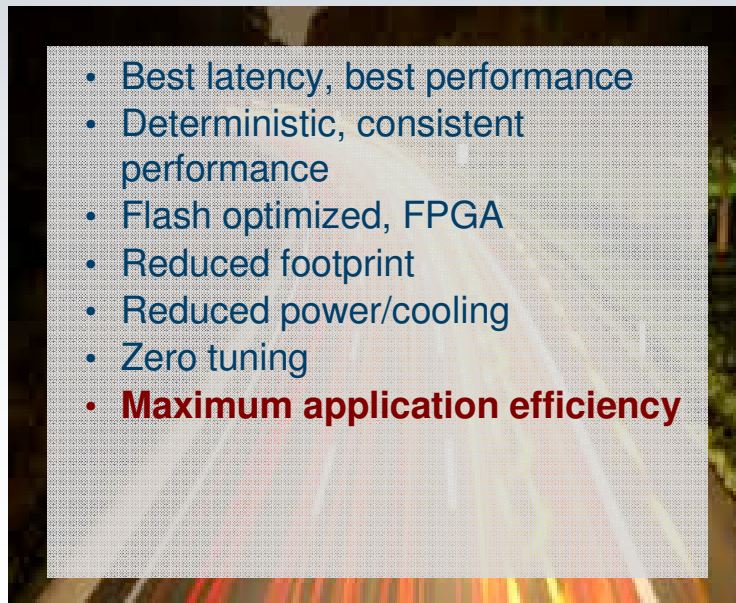 • Best latency, best performance
• Deterministic, consistent
performance
• Flash optimized, FPGA
• Reduced footprint
• Reduced power/cooling
• Zero tuning
• Maximum application efficiency